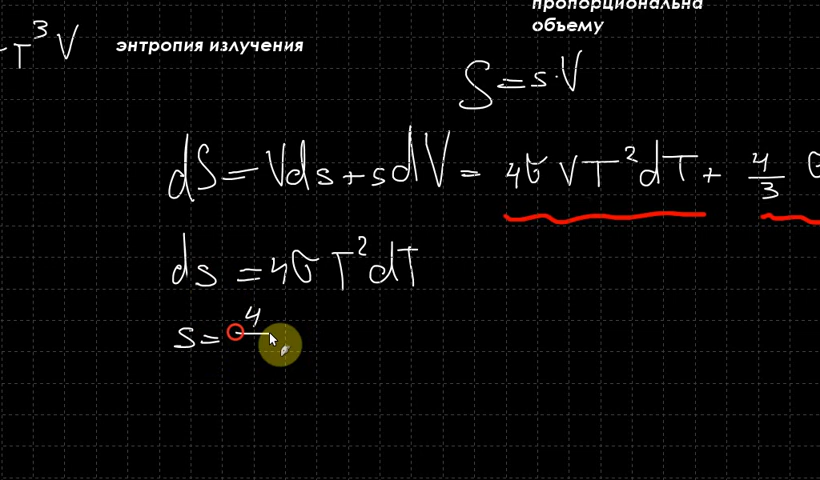 пропорциональна
объему
T³V энтропия излучения
S = s·V
dS = Vds + sdV = 4σVT²dT + 4/3 σ
ds = 4σT²dT
s = 4